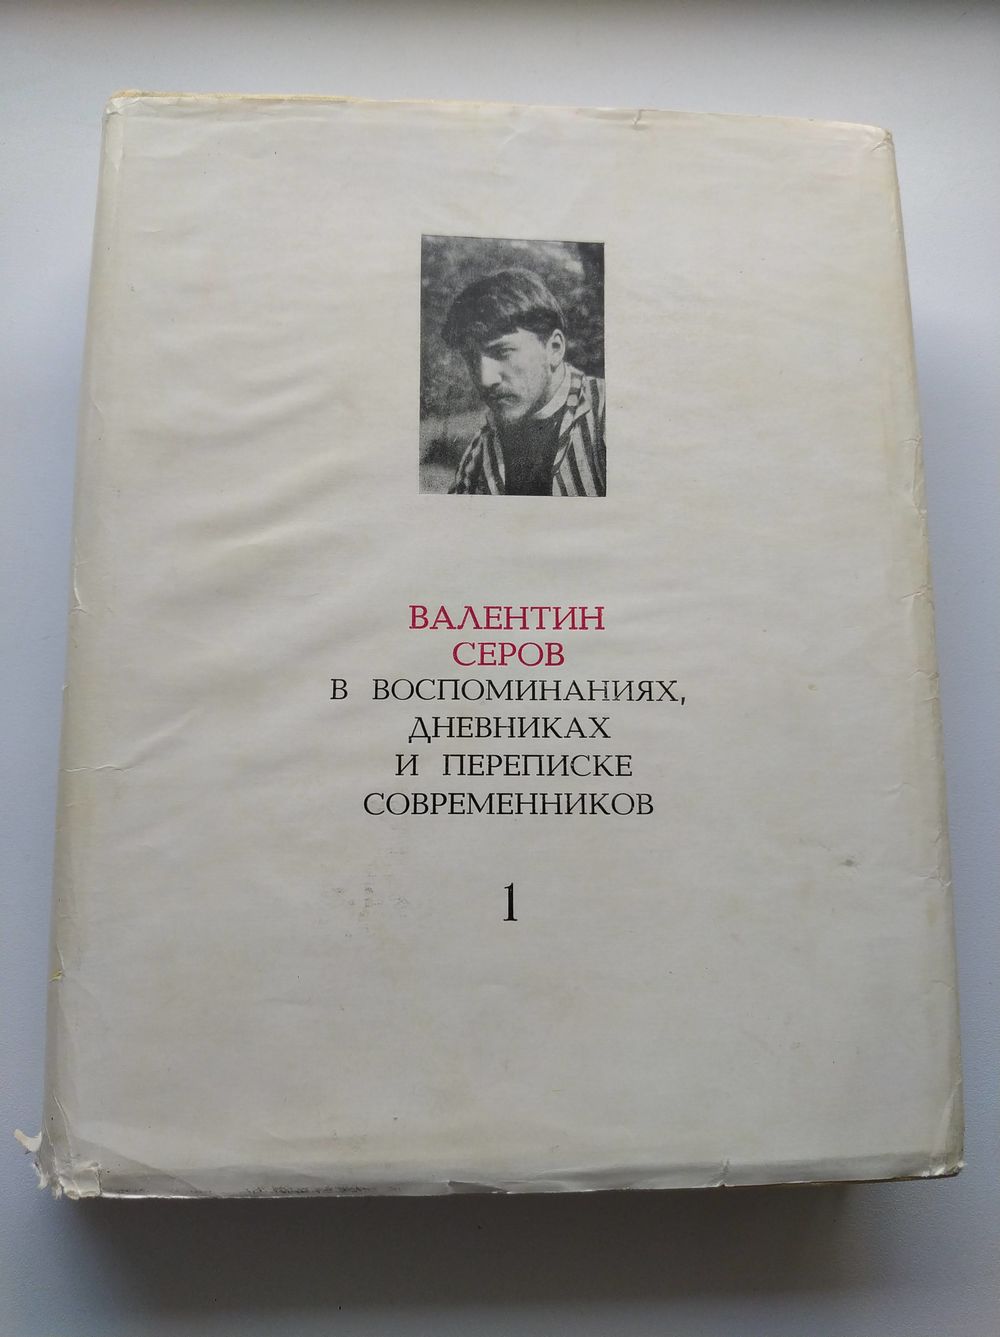 ВАЛЕНТИН
СЕРОВ
В ВОСПОМИНАНИЯХ,
ДНЕВНИКАХ
И ПЕРЕПИСКЕ
СОВРЕМЕННИКОВ
1